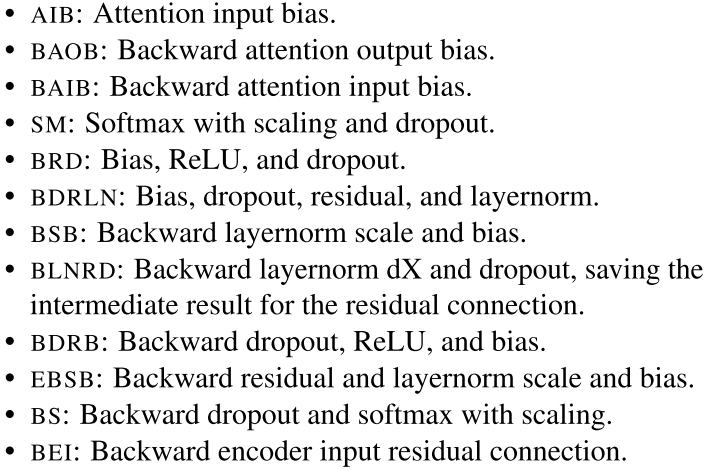 • AIB: Attention input bias.
• BAOB: Backward attention output bias.
• BAIB: Backward attention input bias.
• SM: Softmax with scaling and dropout.
• BRD: Bias, ReLU, and dropout.
• BDRLN: Bias, dropout, residual, and layernorm.
• BSB: Backward layernorm scale and bias.
• BLNRD: Backward layernorm dX and dropout, saving the
intermediate result for the residual connection.
• BDRB: Backward dropout, ReLU, and bias.
• EBSB: Backward residual and layernorm scale and bias.
• BS: Backward dropout and softmax with scaling.
• BEI: Backward encoder input residual connection.